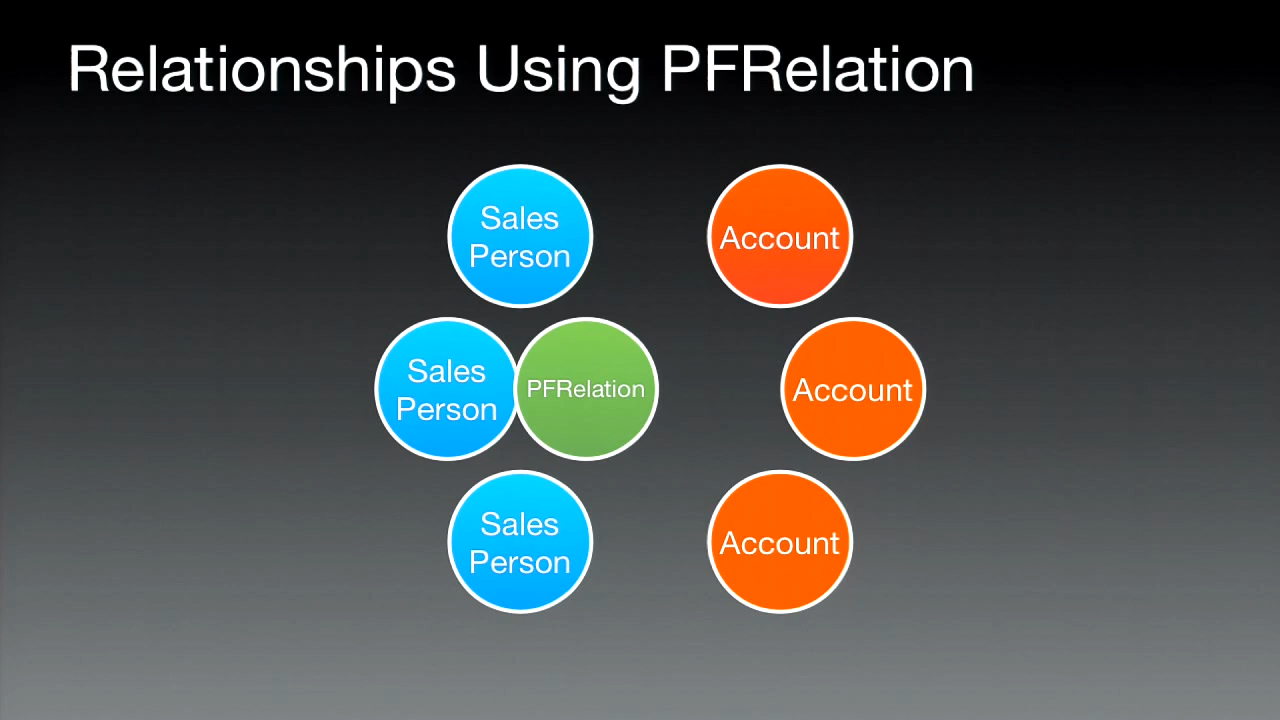 Relationships Using PFRelation
Sales
Person
Account
Sales
Person
PFRelation
Account
Sales
Person
Account